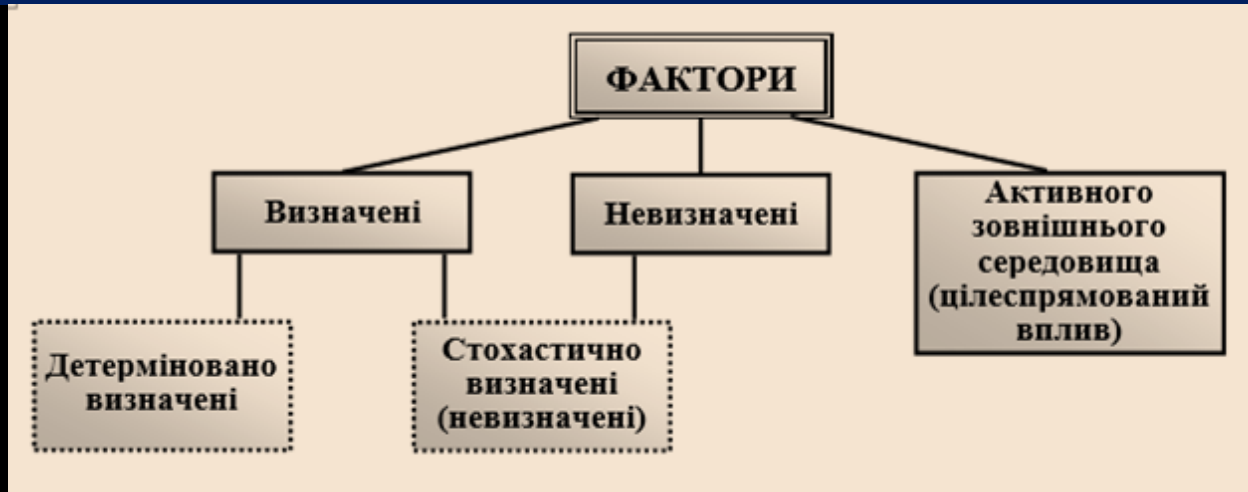 ФАКТОРИ
Визначені
Невизначені
Активного
зовнішнього
середовища
(цілеспрямований
вплив)
Детерміновано
визначені
Стохастично
визначені
(невизначені)